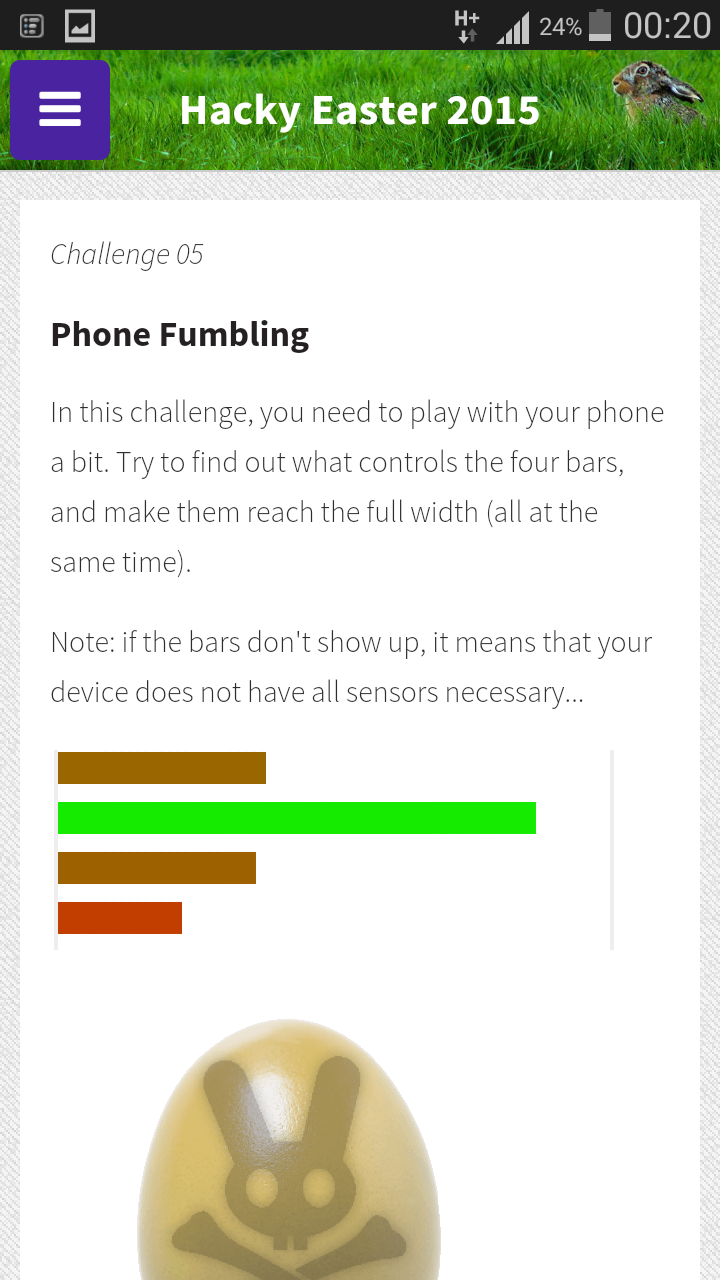 H+ 24% 00:20
Hacky Easter 2015
Challenge 05
Phone Fumbling
In this challenge, you need to play with your phone
a bit. Try to find out what controls the four bars,
and make them reach the full width (all at the
same time).
Note: if the bars don't show up, it means that your
device does not have all sensors necessary...